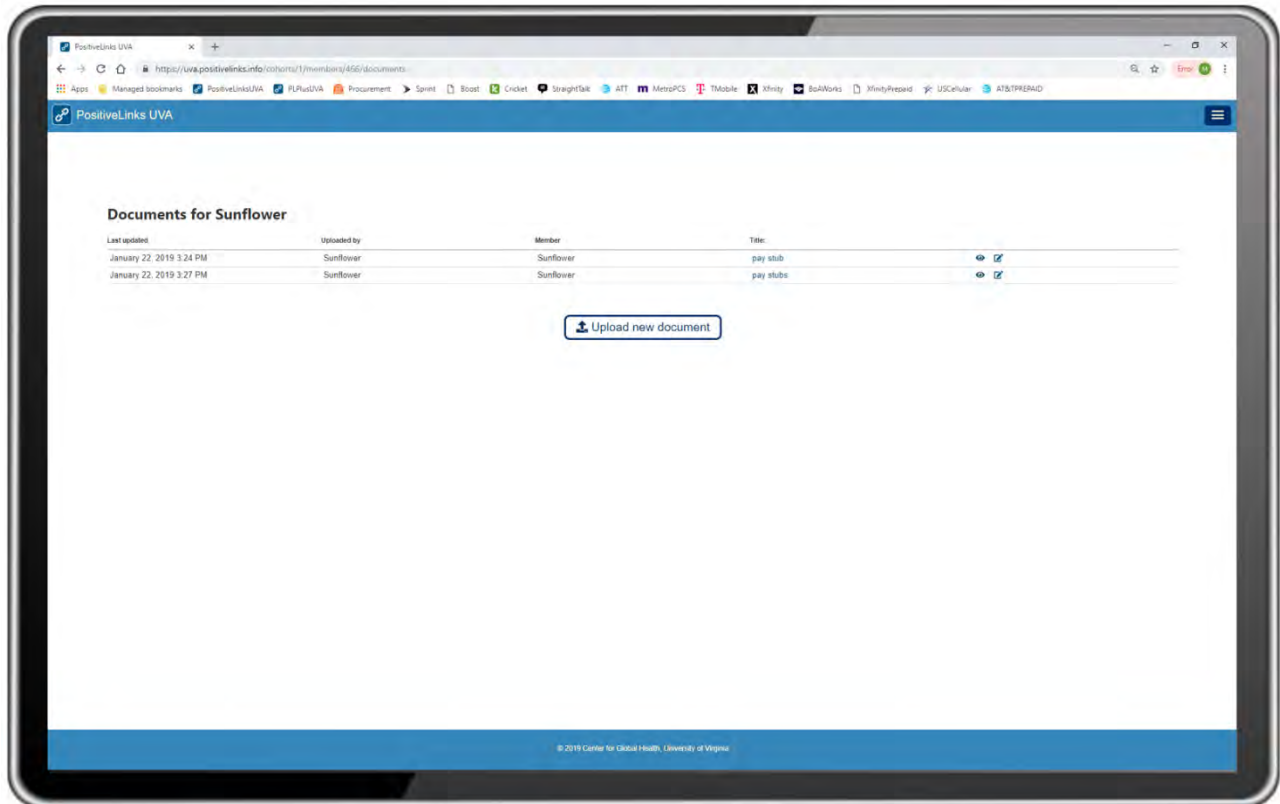 PositiveLinks UVA
https://uva.positivelinks.info/cohorts/1/members/466/documents
Error
Apps Managed bookmarks PositiveLinksUVA PLPlusUVA Procurement Sprint Boost Cricket StraightTalk ATT MetroPCS TMobile Xfinity BoAWorks XfinityPrepaid USCellular AT&TPREPAID
PositiveLinks UVA
Documents for Sunflower
Last updated Uploaded by Member Title:
January 22, 2019 3:24 PM Sunflower Sunflower pay stub
January 22, 2019 3:27 PM Sunflower Sunflower pay stubs
Upload new document
© 2019 Center for Global Health, University of Virginia